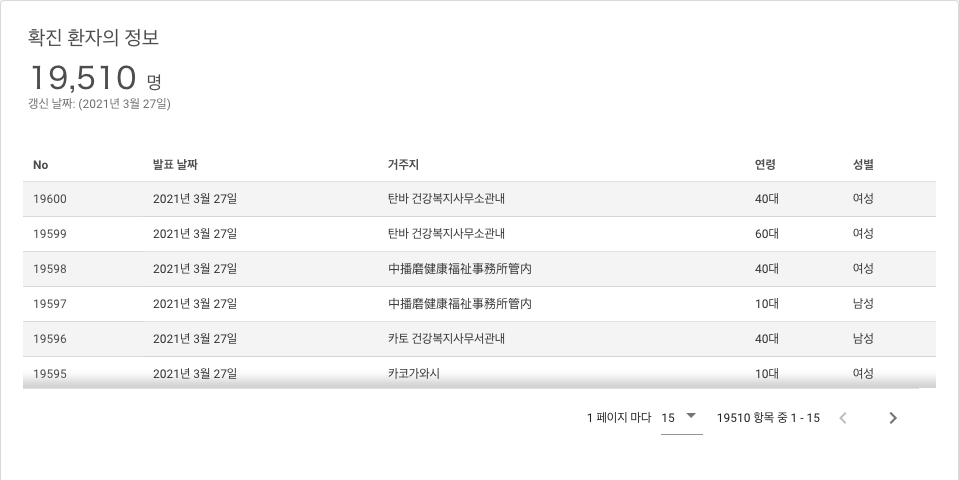 확진 환자의 정보
19,510 명
갱신 날짜: (2021년 3월 27일)
No 발표 날짜 거주지 연령 성별
19600 2021년 3월 27일 탄바 건강복지사무소관내 40대 여성
19599 2021년 3월 27일 탄바 건강복지사무소관내 60대 여성
19598 2021년 3월 27일 中播磨健康福祉事務所管内 40대 여성
19597 2021년 3월 27일 中播磨健康福祉事務所管内 10대 남성
19596 2021년 3월 27일 카토 건강복지사무서관내 40대 남성
19595 2021년 3월 27일 카코가와시 10대 여성
1 페이지 마다 15 19510 항목 중 1 - 15